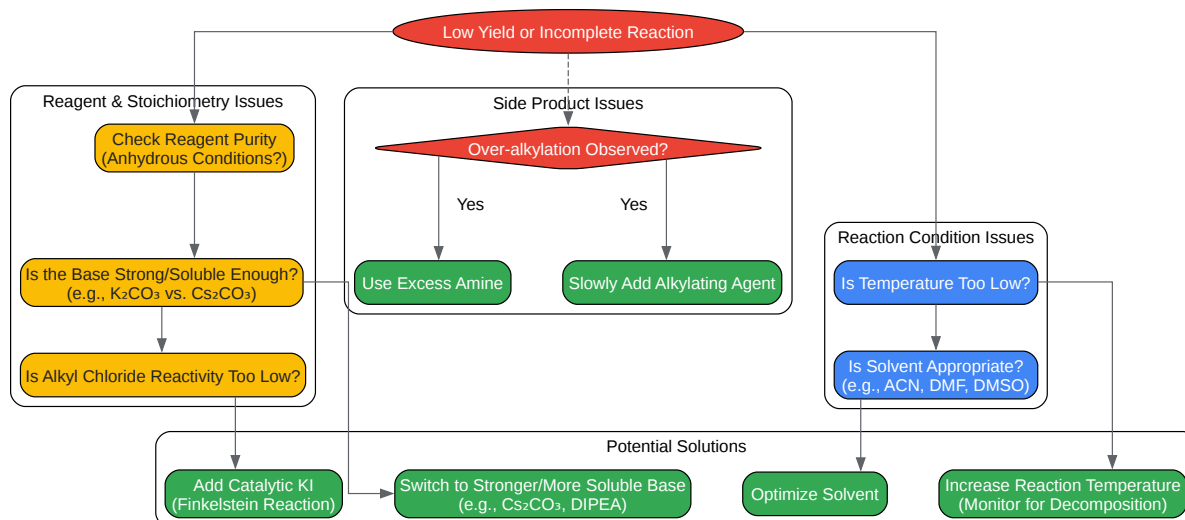 Low Yield or Incomplete Reaction
Reagent & Stoichiometry Issues
Check Reagent Purity
(Anhydrous Conditions?)
Is the Base Strong/Soluble Enough?
(e.g., K₂CO₃ vs. Cs₂CO₃)
Is Alkyl Chloride Reactivity Too Low?
Side Product Issues
Over-alkylation Observed?
Yes
Yes
Use Excess Amine
Slowly Add Alkylating Agent
Reaction Condition Issues
Is Temperature Too Low?
Is Solvent Appropriate?
(e.g., ACN, DMF, DMSO)
Potential Solutions
Add Catalytic KI
(Finkelstein Reaction)
Switch to Stronger/More Soluble Base
(e.g., Cs₂CO₃, DIPEA)
Optimize Solvent
Increase Reaction Temperature
(Monitor for Decomposition)